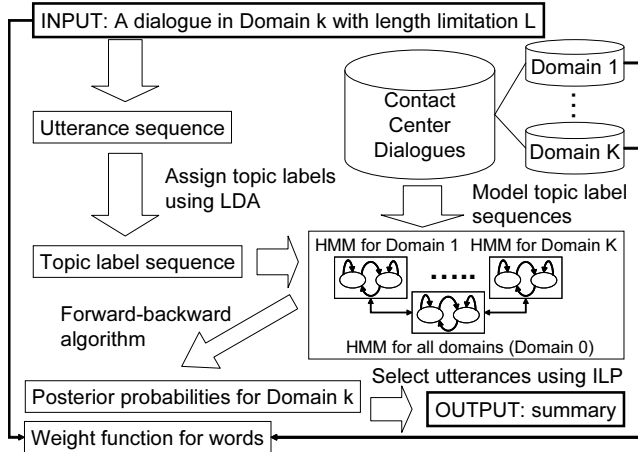 INPUT: A dialogue in Domain k with length limitation L
Domain 1
Contact
Center
Dialogues
Domain K
Utterance sequence
Assign topic labels
using LDA
Model topic label
sequences
Topic label sequence
HMM for Domain 1
HMM for Domain K
HMM for all domains (Domain 0)
Forward-backward
algorithm
Select utterances using ILP
Posterior probabilities for Domain k
OUTPUT: summary
Weight function for words